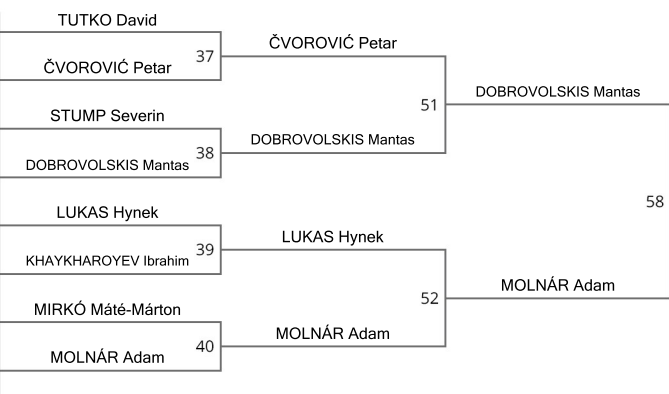 TUTKO David
37
ČVOROVIĆ Petar
ČVOROVIĆ Petar
51
DOBROVOLSKIS Mantas
STUMP Severin
38
DOBROVOLSKIS Mantas
DOBROVOLSKIS Mantas
58
LUKAS Hynek
39
KHAYKHAROYEV Ibrahim
LUKAS Hynek
52
MOLNÁR Adam
MIRKÓ Máté-Márton
40
MOLNÁR Adam
MOLNÁR Adam